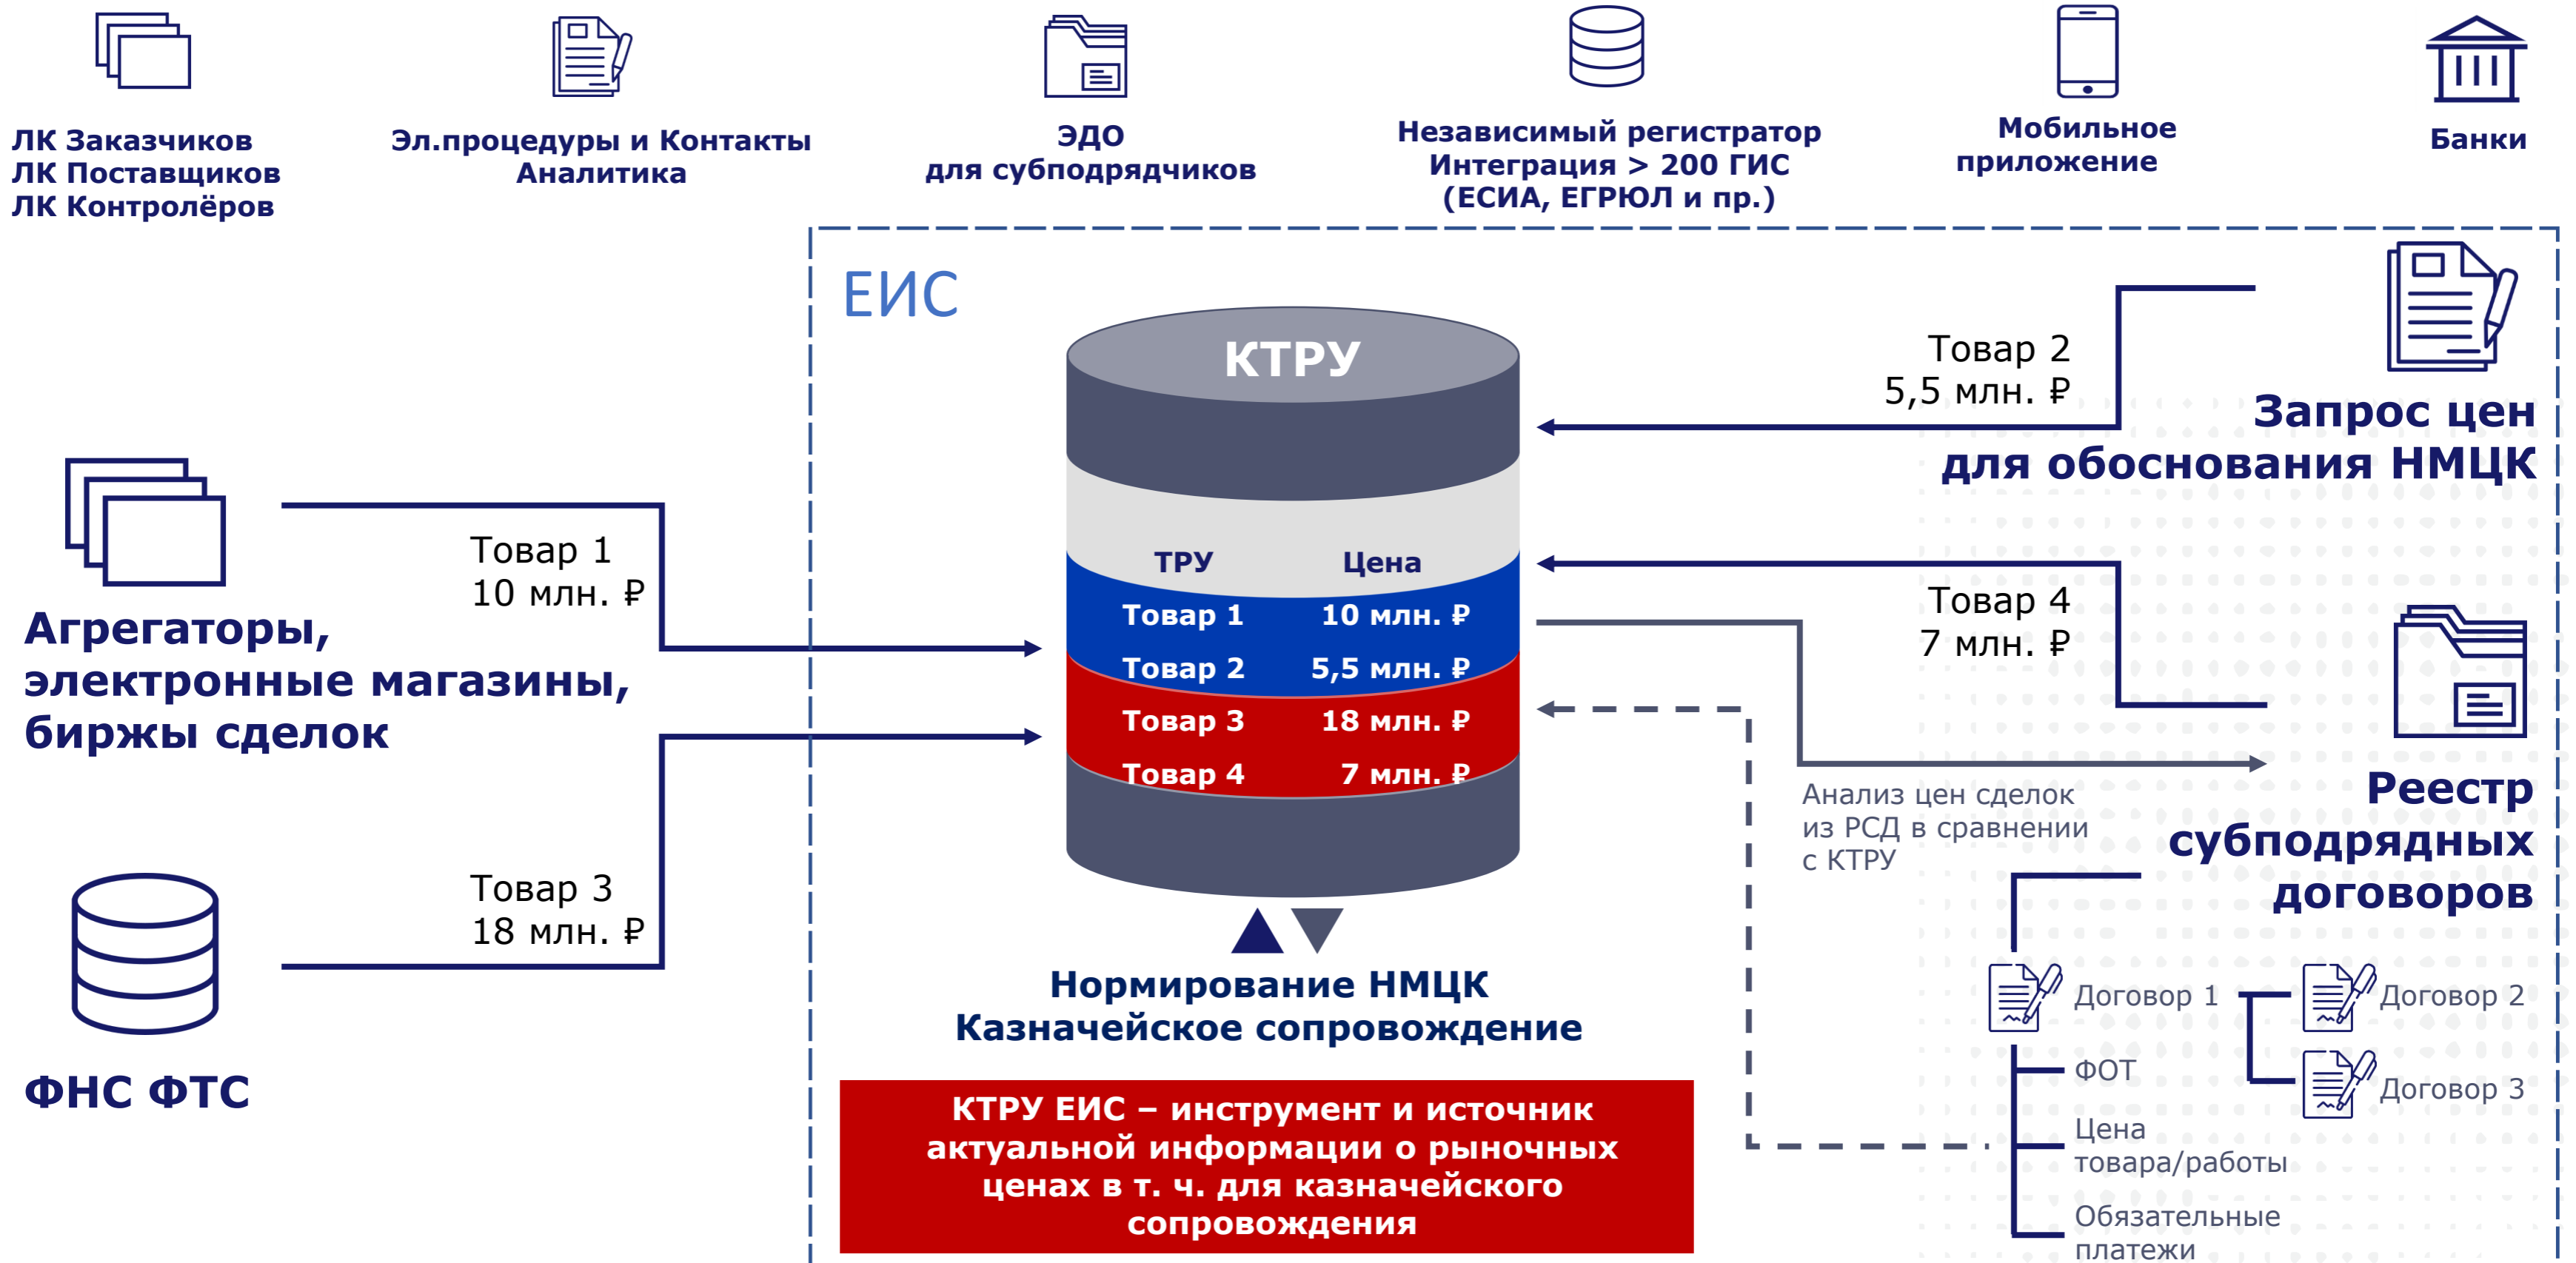 ЛК Заказчиков
ЛК Поставщиков
ЛК Контролёров
Эл.процедуры и Контакты
Аналитика
ЭДО
для субподрядчиков
Независимый регистратор
Интеграция > 200 ГИС
(ЕСИА, ЕГРЮЛ и пр.)
Мобильное
приложение
Банки
ЕИС
Агрегаторы,
электронные магазины,
биржы сделок
Товар 1
10 млн. ₽
ФНС ФТС
Товар 3
18 млн. ₽
КТРУ
ТРУ Цена
Товар 1 10 млн. ₽
Товар 2 5,5 млн. ₽
Товар 3 18 млн. ₽
Товар 4 7 млн. ₽
Нормирование НМЦК
Казначейское сопровождение
КТРУ ЕИС – инструмент и источник
актуальной информации о рыночных
ценах в т. ч. для казначейского
сопровождения
Товар 2
5,5 млн. ₽
Запрос цен
для обоснования НМЦК
Товар 4
7 млн. ₽
Анализ цен сделок
из РСД в сравнении
с КТРУ
Реестр
субподрядных
договоров
Договор 1
Договор 2
Договор 3
ФОТ
Цена
товара/работы
Обязательные
платежи